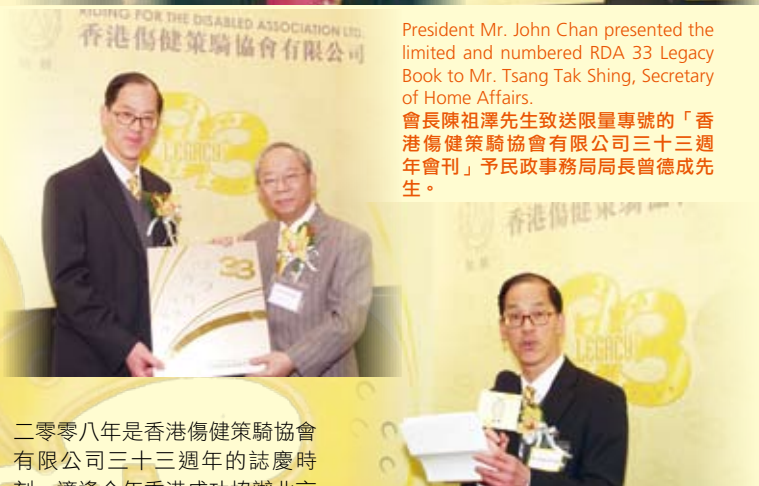 RIDING FOR THE DISABLED ASSOCIATION LTD.
香港傷健策騎協會有限公司
President Mr. John Chan presented the
limited and numbered RDA 33 Legacy
Book to Mr. Tsang Tak Shing, Secretary
of Home Affairs.
會長陳祖澤先生致送限量專號的「香
港傷健策騎協會有限公司三十三週
年會刊」予民政事務局局長曾德成先
生。
33
LEGACY
33
香港傷健策騎協會
33
LEGACY
二零零八年是香港傷健策騎協會
有限公司三十三週年的誌慶時